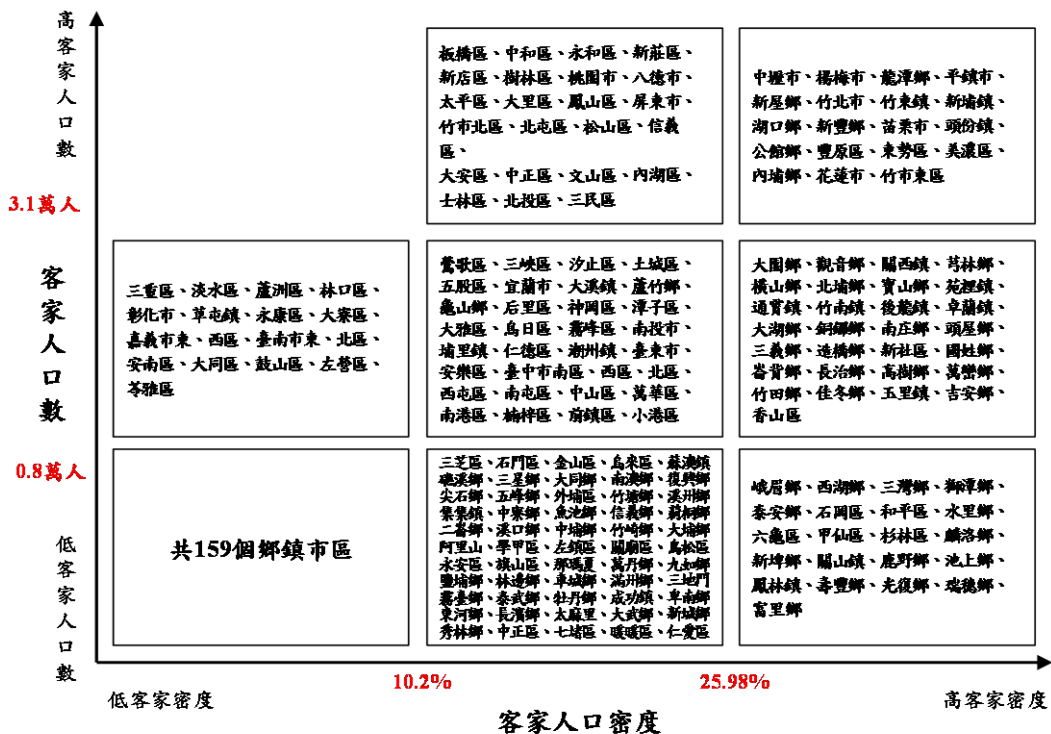 高客家人口數
板橋區、中和區、永和區、新莊區、
新店區、樹林區、桃園市、八德市、
太平區、大里區、鳳山區、屏東市、
竹市北區、北屯區、松山區、信義
區、
大安區、中正區、文山區、內湖區、
士林區、北投區、三民區
中壢市、楊梅市、龍潭鄉、平鎮市、
新屋鄉、竹北市、竹東鎮、新埔鎮、
湖口鄉、新豐鄉、苗栗市、頭份鎮、
公館鄉、豐原區、東勢區、美濃區、
內埔鄉、花蓮市、竹市東區
3.1萬人
客家人口數
三重區、淡水區、蘆洲區、林口區、
彰化市、草屯鎮、永康區、大寮區、
嘉義市東、西區、臺南市東、北區、
安南區、大同區、鼓山區、左營區、
苓雅區
鶯歌區、三峽區、汐止區、土城區、
五股區、宜蘭市、大溪鎮、蘆竹鄉、
龜山鄉、后里區、神岡區、潭子區、
大雅區、烏日區、霧峰區、南投市、
埔里鎮、仁德區、潮州鎮、臺東市、
安樂區、臺中市南區、西區、北區、
西屯區、南屯區、中山區、萬華區、
南港區、楠梓區、前鎮區、小港區
大園鄉、觀音鄉、關西鎮、芎林鄉、
橫山鄉、北埔鄉、寶山鄉、苑裡鎮、
通霄鎮、竹南鎮、後龍鎮、卓蘭鎮、
大湖鄉、銅鑼鄉、南庄鄉、頭屋鄉、
三義鄉、造橋鄉、新社區、國姓鄉、
崙背鄉、長治鄉、高樹鄉、萬巒鄉、
竹田鄉、佳冬鄉、玉里鎮、吉安鄉、
香山區
0.8萬人
低客家人口數
共159個鄉鎮市區
三芝區、石門區、金山區、烏來區、蘇澳鎮
礁溪鄉、三星鄉、大同鄉、南澳鄉、復興鄉
尖石鄉、五峰鄉、外埔區、竹塘鄉、溪州鄉
集集鎮、中寮鄉、魚池鄉、信義鄉、莿桐鄉
二崙鄉、溪口鄉、中埔鄉、竹崎鄉、大埔鄉
阿里山、學甲區、左鎮區、關廟區、鳥松區
永安區、旗山區、那瑪夏、萬丹鄉、九如鄉
鹽埔鄉、林邊鄉、車城鄉、滿州鄉、三地門
霧臺鄉、泰武鄉、牡丹鄉、成功鎮、卑南鄉
東河鄉、長濱鄉、太麻里、大武鄉、新城鄉
秀林鄉、中正區、七堵區、暖暖區、仁愛區
峨眉鄉、西湖鄉、三灣鄉、獅潭鄉、
泰安鄉、石岡區、和平區、水里鄉、
六龜區、甲仙區、杉林區、麟洛鄉、
新埤鄉、關山鎮、鹿野鄉、池上鄉、
鳳林鎮、壽豐鄉、光復鄉、瑞穗鄉、
富里鄉
10.2%
25.98%
低客家密度
高客家密度
客家人口密度